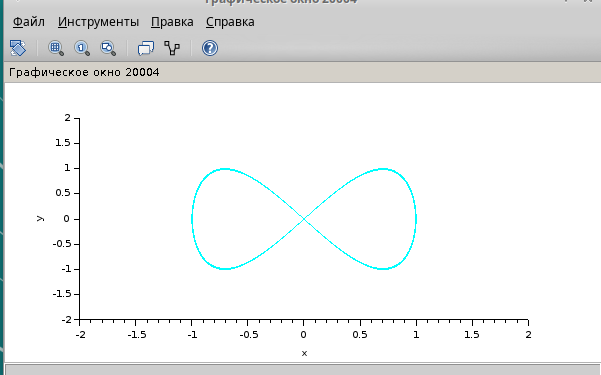 Графическое окно 20004
Файл Инструменты Правка Справка
Графическое окно 20004
2
1.5
1
0.5
y 0
-0.5
-1
-1.5
-2
-2 -1.5 -1 -0.5 0 0.5 1 1.5 2
x